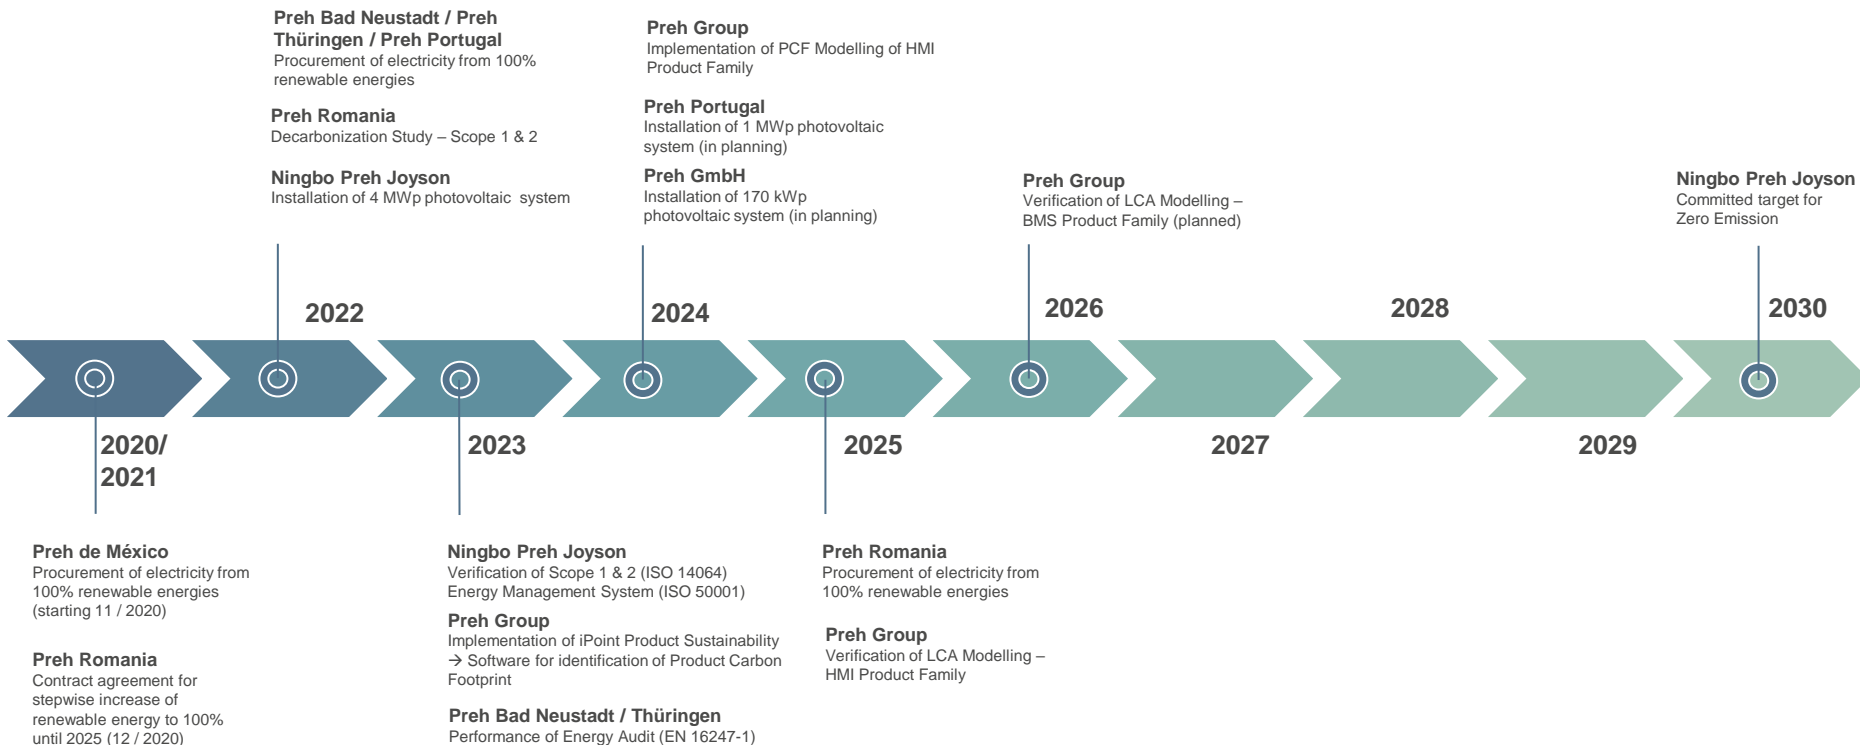 Preh Bad Neustadt / Preh
Thüringen / Preh Portugal
Procurement of electricity from 100%
renewable energies
Preh Romania
Decarbonization Study – Scope 1 & 2
Ningbo Preh Joyson
Installation of 4 MWp photovoltaic system
Preh Group
Implementation of PCF Modelling of HMI
Product Family
Preh Portugal
Installation of 1 MWp photovoltaic
system (in planning)
Preh GmbH
Installation of 170 kWp
photovoltaic system (in planning)
Preh Group
Verification of LCA Modelling –
BMS Product Family (planned)
Ningbo Preh Joyson
Committed target for
Zero Emission
2022
2024
2026
2028
2030
2020/
2021
2023
2025
2027
2029
Preh de México
Procurement of electricity from
100% renewable energies
(starting 11 / 2020)
Preh Romania
Contract agreement for
stepwise increase of
renewable energy to 100%
until 2025 (12 / 2020)
Ningbo Preh Joyson
Verification of Scope 1 & 2 (ISO 14064)
Energy Management System (ISO 50001)
Preh Group
Implementation of iPoint Product Sustainability
→ Software for identification of Product Carbon
Footprint
Preh Bad Neustadt / Thüringen
Performance of Energy Audit (EN 16247-1)
Preh Romania
Procurement of electricity from
100% renewable energies
Preh Group
Verification of LCA Modelling –
HMI Product Family